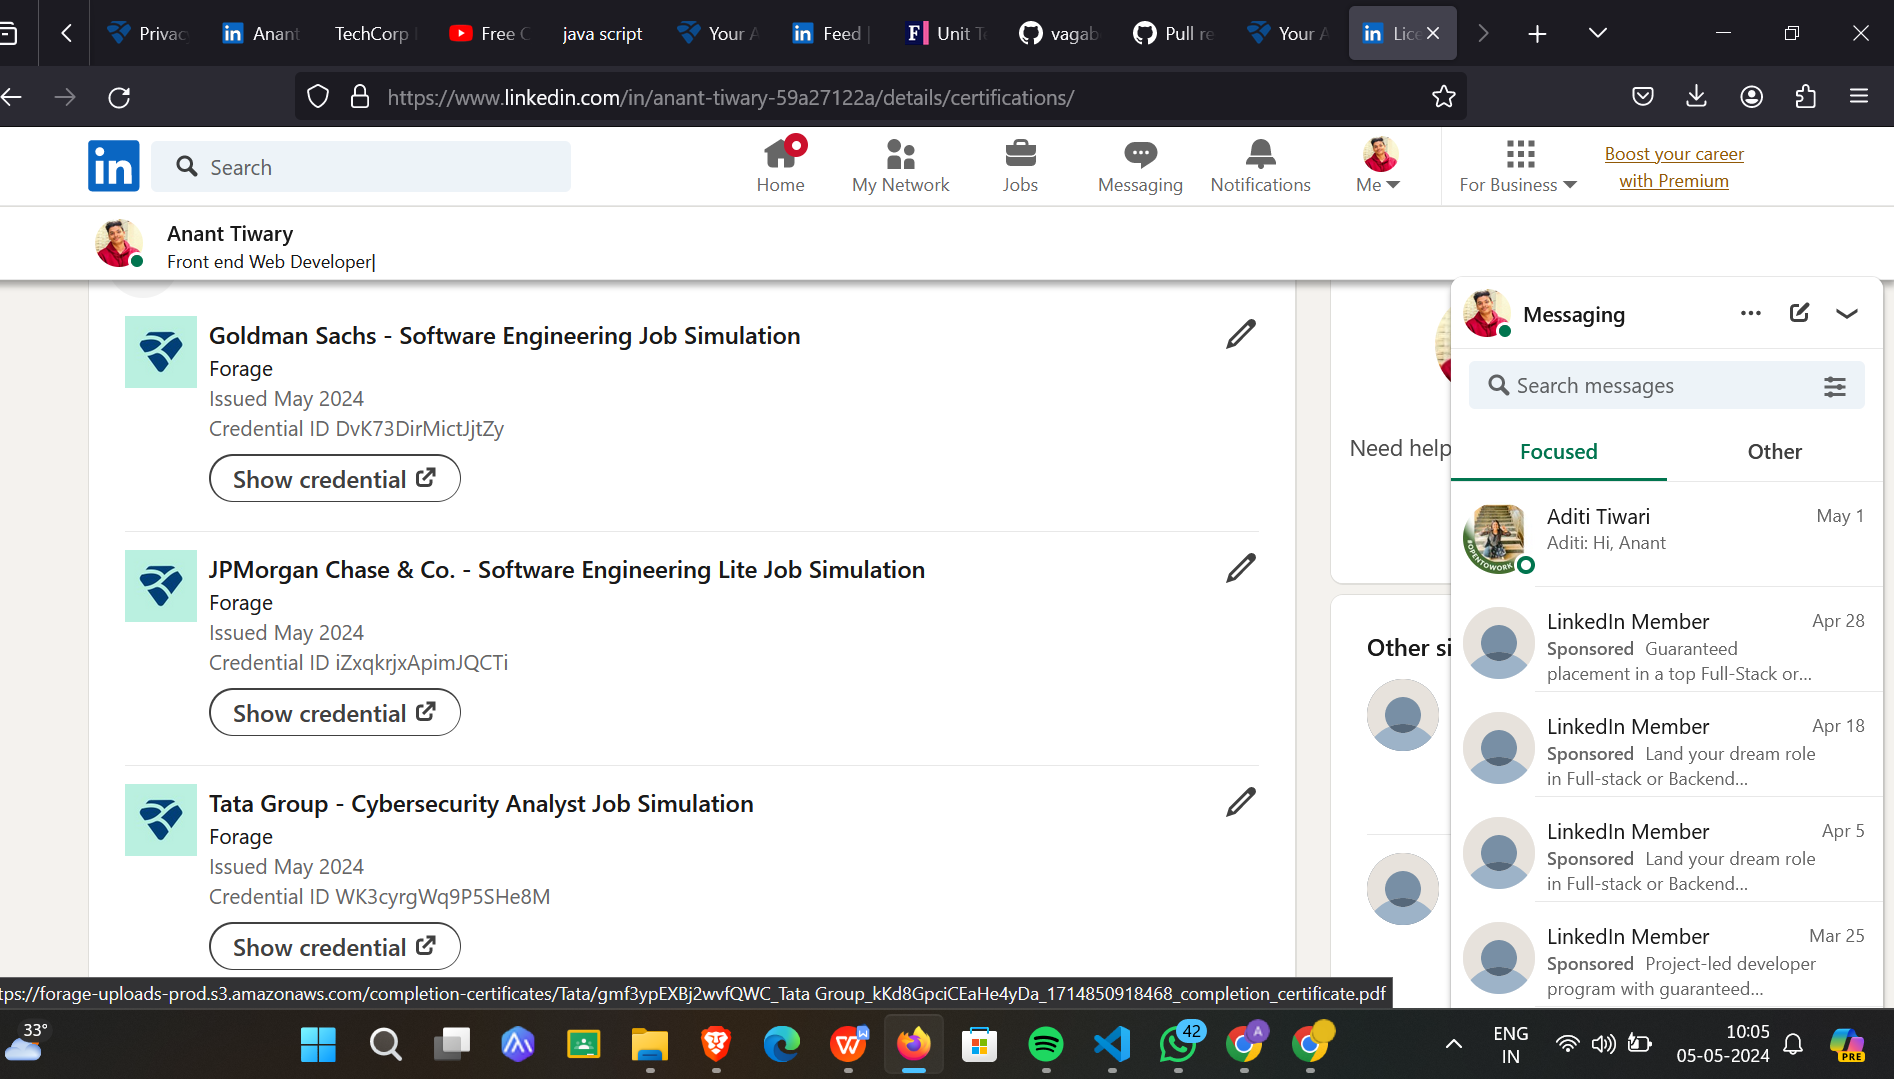 Privac
Anant
TechCorp
Free C
java script
Your A
Feed |
Unit Te
vagab
Pull re
Your A
Lice
https://www.linkedin.com/in/anant-tiwary-59a27122a/details/certifications/
in
Search
Home
My Network
Jobs
Messaging
Notifications
Me
For Business
Boost your career
with Premium
Anant Tiwary
Front end Web Developer|
Goldman Sachs - Software Engineering Job Simulation
Forage
Issued May 2024
Credential ID DvK73DirMictJjtZy
Show credential
JPMorgan Chase & Co. - Software Engineering Lite Job Simulation
Forage
Issued May 2024
Credential ID iZxqkrjxApimJQCTi
Show credential
Tata Group - Cybersecurity Analyst Job Simulation
Forage
Issued May 2024
Credential ID WK3cyrgWq9P5SHe8M
Show credential
Need help
Other si
Messaging
Search messages
Focused
Other
#OPENTOWORK
Aditi Tiwari
May 1
Aditi: Hi, Anant
LinkedIn Member
Apr 28
Sponsored Guaranteed
placement in a top Full-Stack or...
LinkedIn Member
Apr 18
Sponsored Land your dream role
in Full-stack or Backend...
LinkedIn Member
Apr 5
Sponsored Land your dream role
in Full-stack or Backend...
LinkedIn Member
Mar 25
Sponsored Project-led developer
program with guaranteed...
tps://forage-uploads-prod.s3.amazonaws.com/completion-certificates/Tata/gmf3ypEXBj2wvfQWC_Tata Group_kKd8GpciCEaHe4yDa_1714850918468_completion_certificate.pdf
33°
42
A
ENG
IN
10:05
05-05-2024
PRE